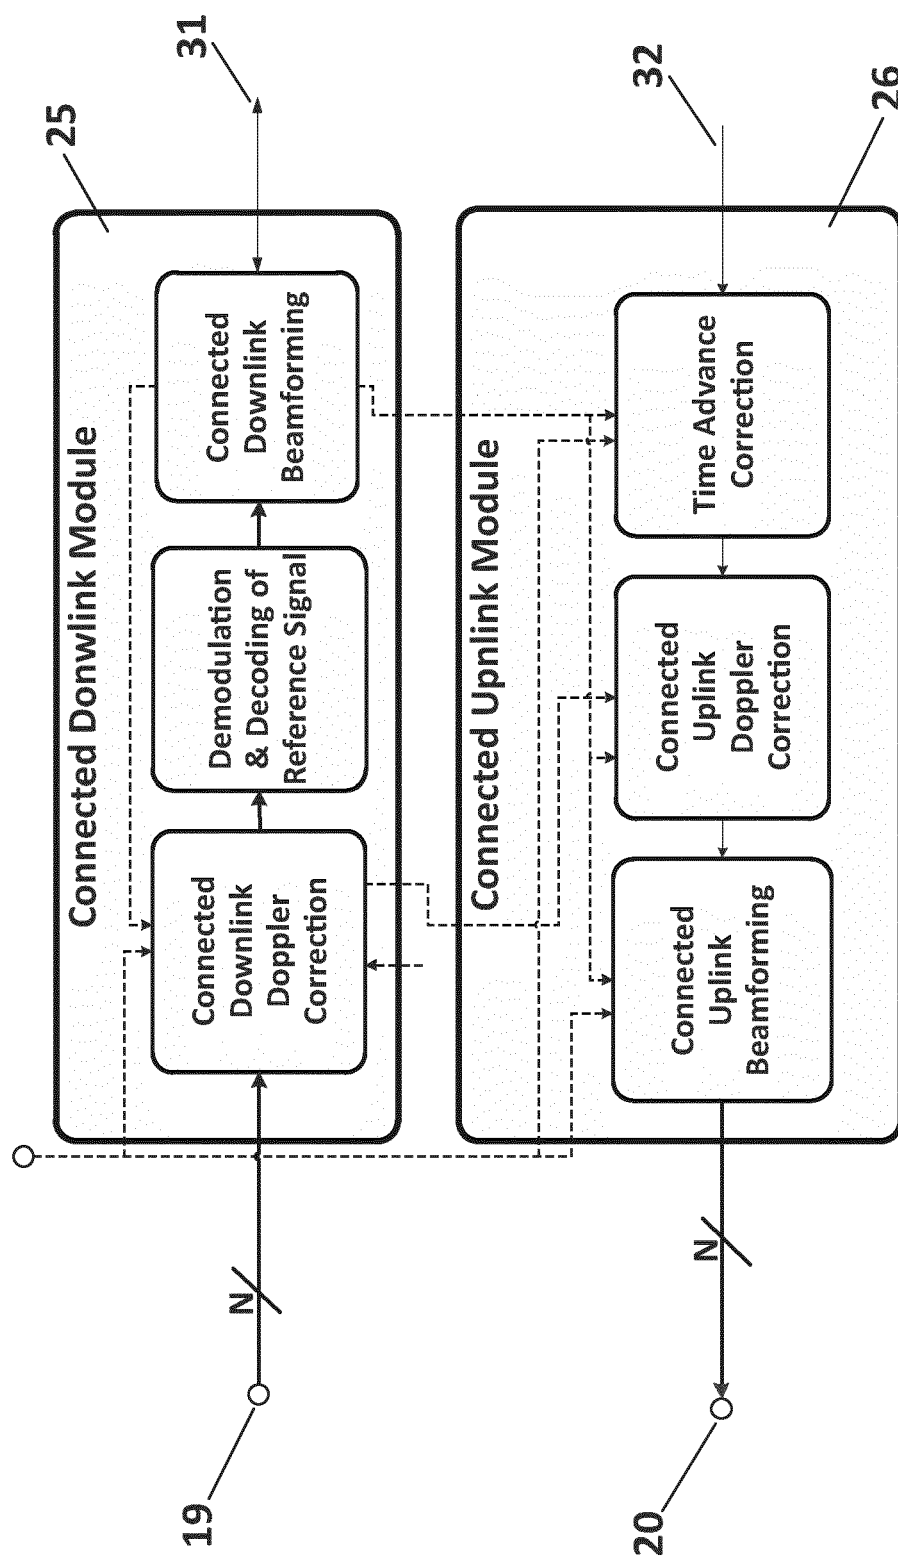 25
Connected Donwlink Module
31
19
N
Connected
Downlink
Doppler
Correction
Demodulation
& Decoding of
Reference Signal
Connected
Downlink
Beamforming
Connected Upnlink Module
32
20
N
Connected
Uplink
Beamforming
Connected
Uplink
Doppler
Correction
Time Advance
Correction
26